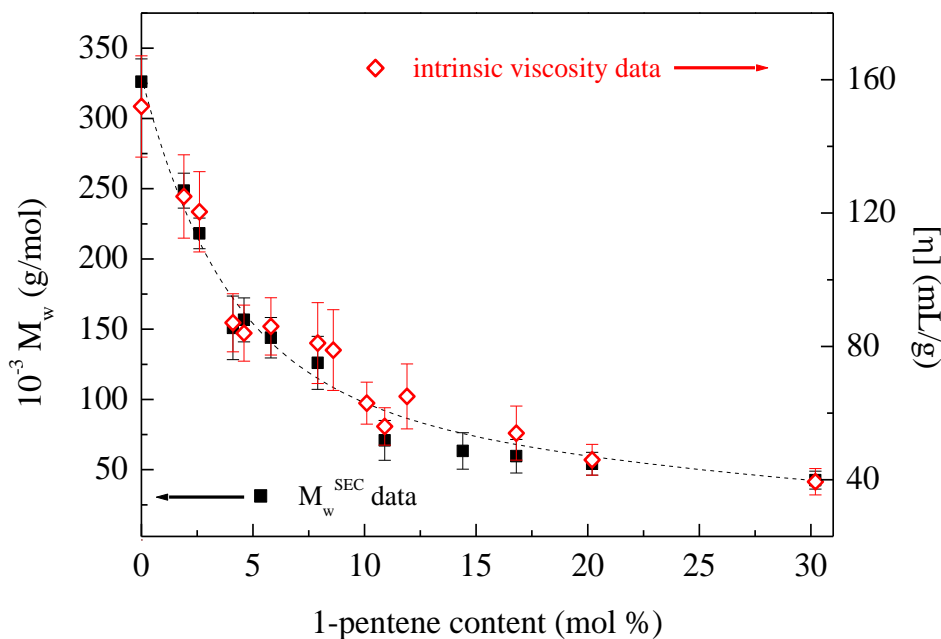 350
300
250
200
150
100
50
10⁻³ M_w (g/mol)
intrinsic viscosity data
M_w^SEC data
160
120
80
40
[η] (mL/g)
0 5 10 15 20 25 30
1-pentene content (mol %)